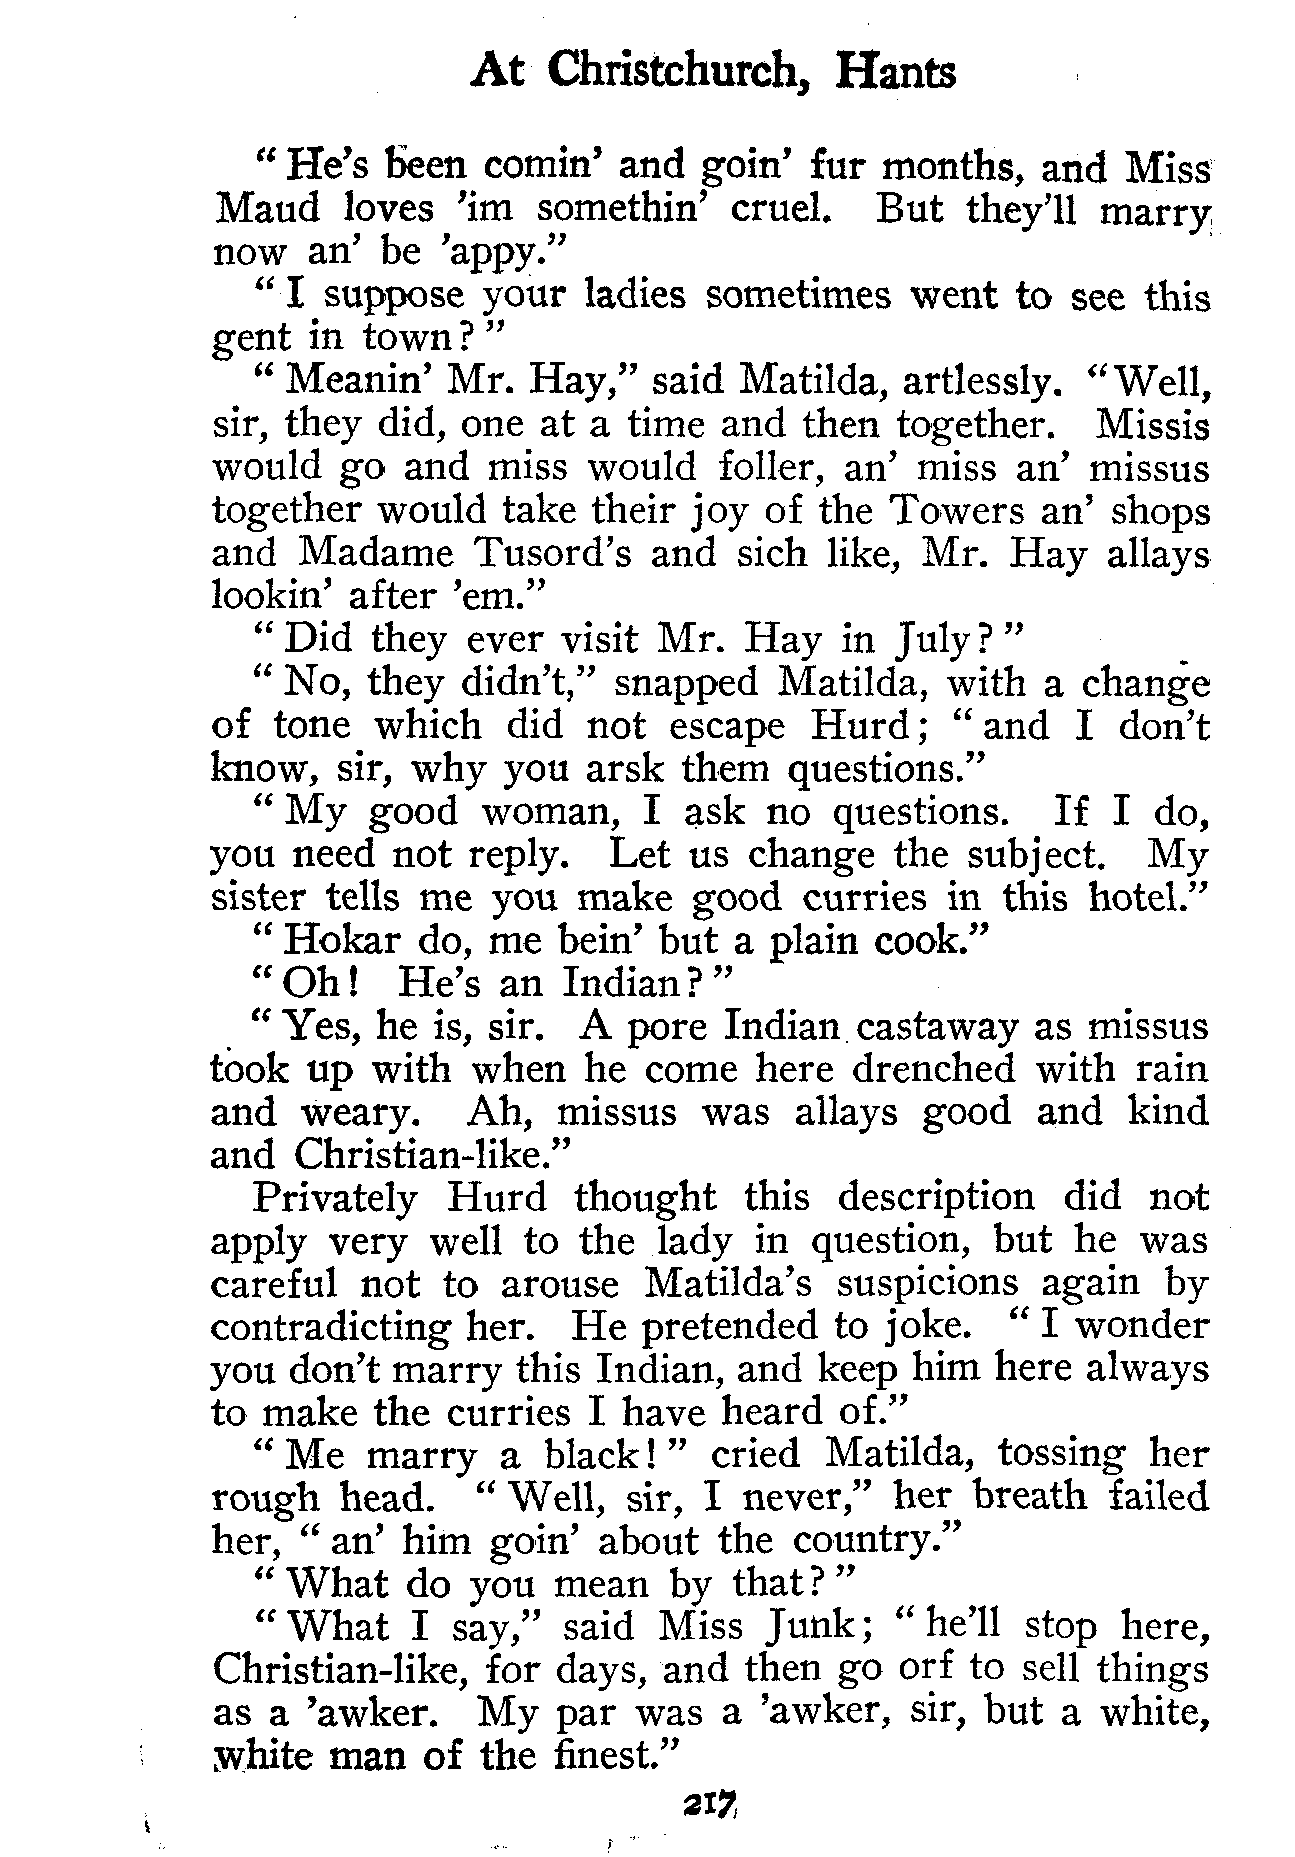 At Christchurch, Hants
“He’s been comin’ and goin’ fur months, and Miss
Maud loves ’im somethin’ cruel. But they’ll marry
now an’ be ’appy.”
“I suppose your ladies sometimes went to see this
gent in town?”
“Meanin’ Mr. Hay,” said Matilda, artlessly. “Well,
sir, they did, one at a time and then together. Missis
would go and miss would foller, an’ miss an’ missus
together would take their joy of the Towers an’ shops
and Madame Tusord’s and sich like, Mr. Hay allays
lookin’ after ’em.”
“Did they ever visit Mr. Hay in July?”
“No, they didn’t,” snapped Matilda, with a change
of tone which did not escape Hurd; “and I don’t
know, sir, why you arsk them questions.”
“My good woman, I ask no questions. If I do,
you need not reply. Let us change the subject. My
sister tells me you make good curries in this hotel.”
“Hokar do, me bein’ but a plain cook.”
“Oh! He’s an Indian?”
“Yes, he is, sir. A pore Indian castaway as missus
took up with when he come here drenched with rain
and weary. Ah, missus was allays good and kind
and Christian-like.”
Privately Hurd thought this description did not
apply very well to the lady in question, but he was
careful not to arouse Matilda’s suspicions again by
contradicting her. He pretended to joke. “I wonder
you don’t marry this Indian, and keep him here always
to make the curries I have heard of.”
“Me marry a black!” cried Matilda, tossing her
rough head. “Well, sir, I never,” her breath failed
her, “an’ him goin’ about the country.”
“What do you mean by that?”
“What I say,” said Miss Junk; “he’ll stop here,
Christian-like, for days, and then go orf to sell things
as a ’awker. My par was a ’awker, sir, but a white,
white man of the finest.”
217